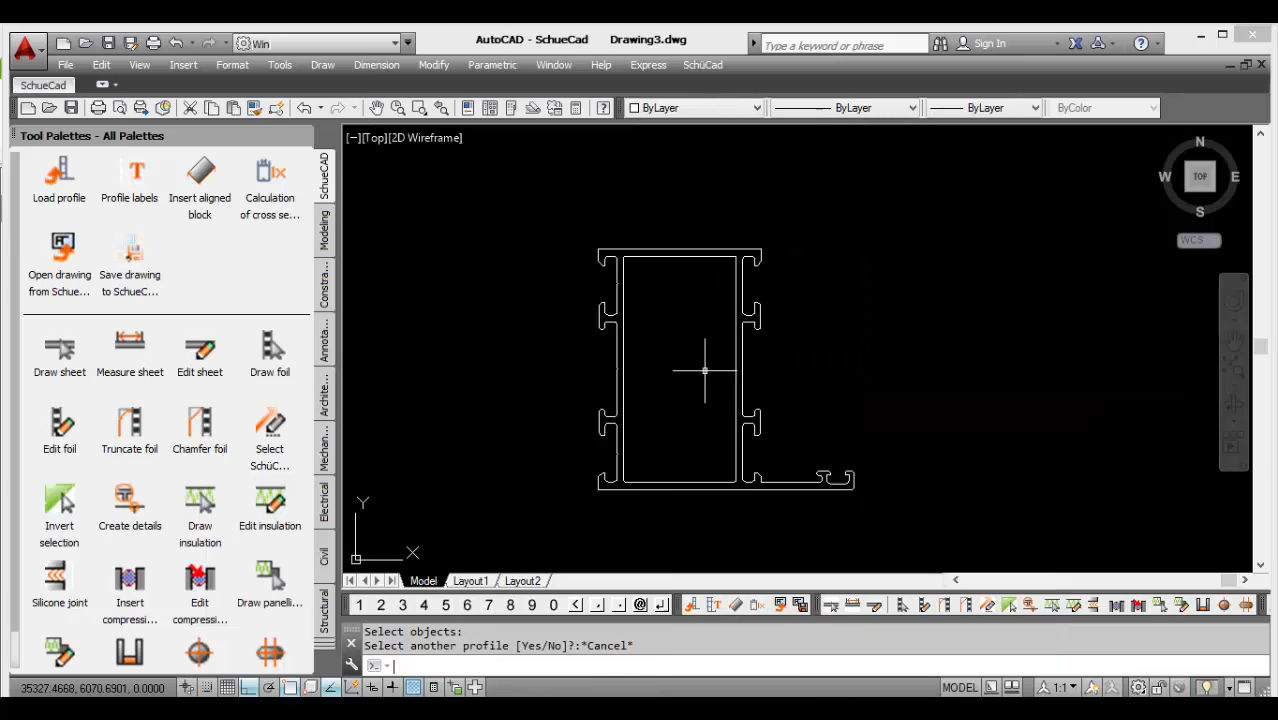 Win
AutoCAD - SchueCad Drawing3.dwg
Type a keyword or phrase
Sign In
File Edit View Insert Format Tools Draw Dimension Modify Parametric Window Help Express SchüCad
SchueCad
ByLayer
ByLayer
ByLayer
ByColor
Tool Palettes - All Palettes
[−][Top][2D Wireframe]
Load profile
Profile labels
Insert aligned
block
Calculation
of cross se...
Open drawing
from Schue...
Save drawing
to SchueC...
Draw sheet
Measure sheet
Edit sheet
Draw foil
Edit foil
Truncate foil
Chamfer foil
Select
SchüC...
Invert
selection
Create details
Draw
insulation
Edit insulation
Silicone joint
Insert
compressi...
Edit
compressi...
Draw panelli...
SchueCAD
Modeling
Constra...
Annota...
Archite...
Mechan...
Electrical
Civil
Structural
N
W
TOP
E
S
WCS
Y
X
Model
Layout1
Layout2
1 2 3 4 5 6 7 8 9 0 < , . @
Select objects:
Select another profile [Yes/No]?:*Cancel*
35327.4668, 6070.6901, 0.0000
MODEL
1:1